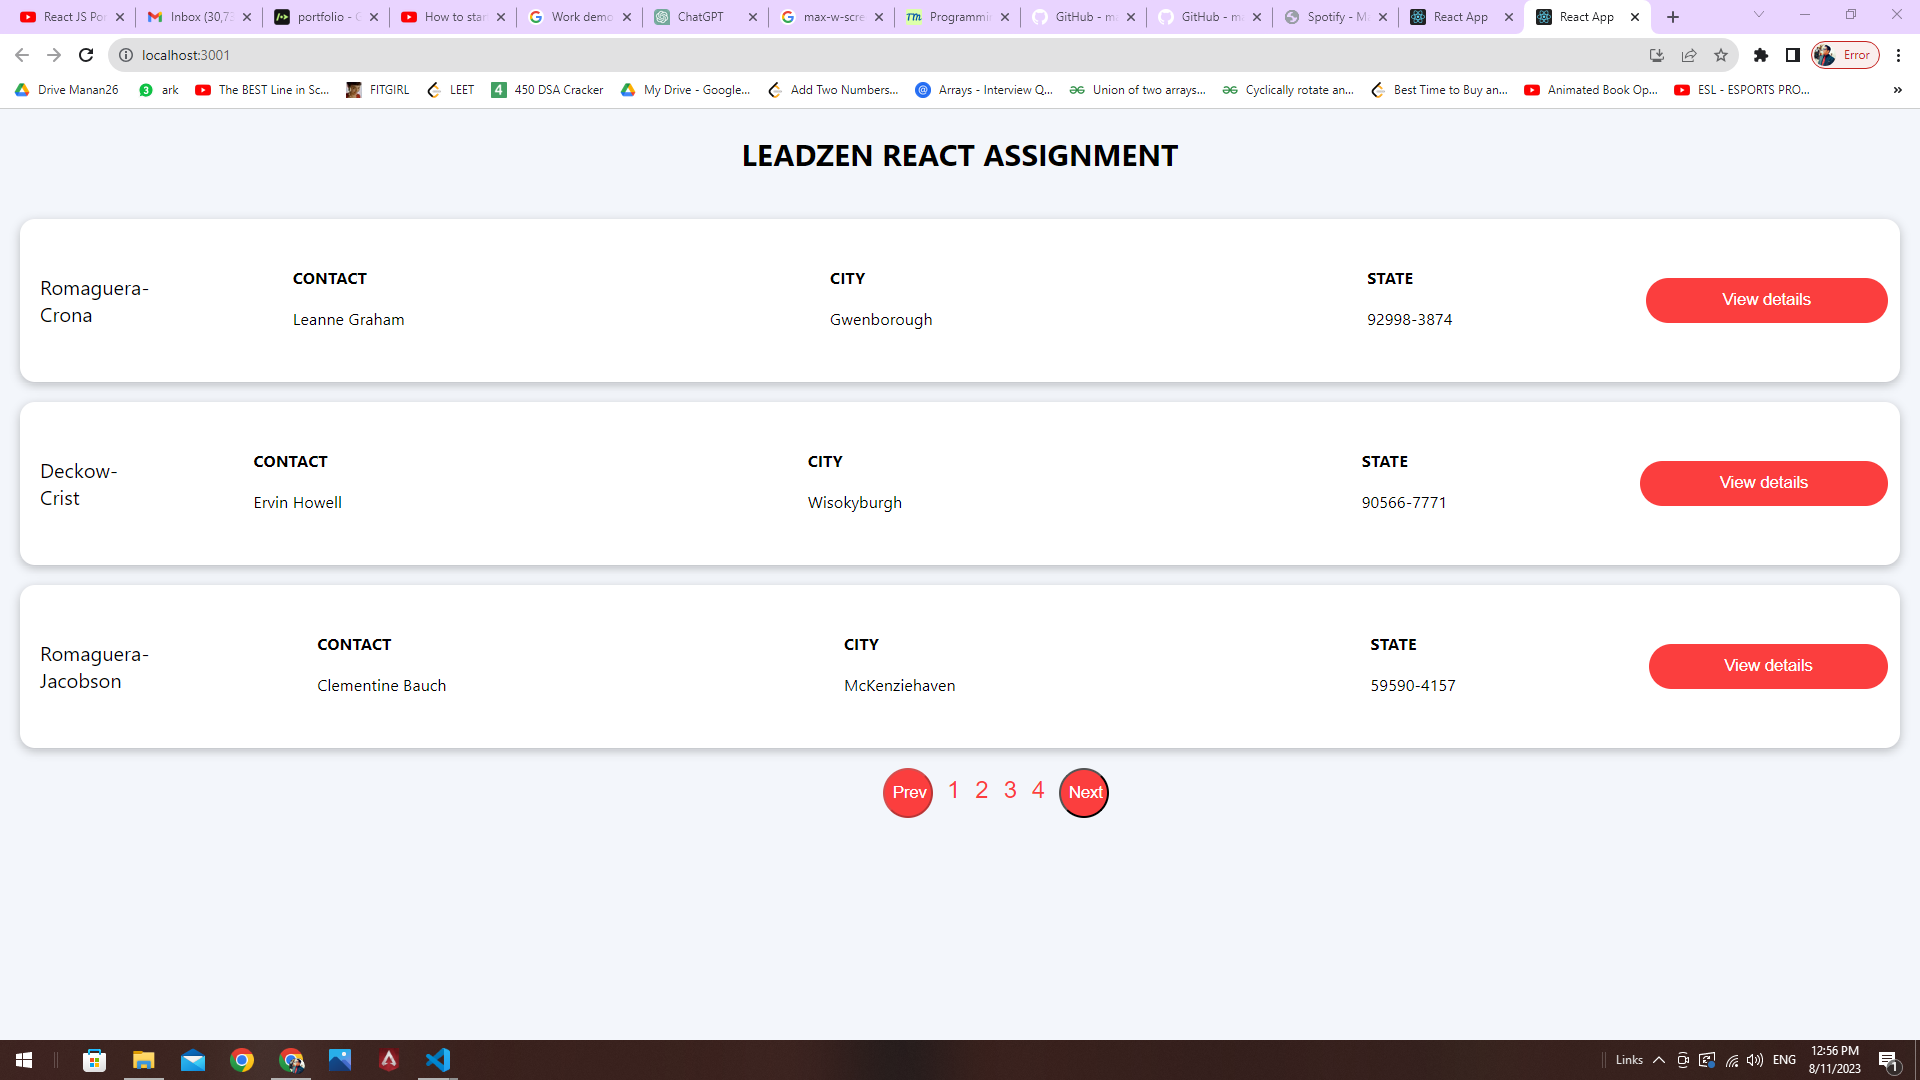 React JS Por
Inbox (30,73
portfolio - G
How to star
Work demo
ChatGPT
max-w-scre
Programmin
GitHub - ma
GitHub - ma
Spotify - Ma
React App
React App
localhost:3001
Error
Drive Manan26
ark
The BEST Line in Sc...
FITGIRL
LEET
450 DSA Cracker
My Drive - Google...
Add Two Numbers...
Arrays - Interview Q...
Union of two arrays...
Cyclically rotate an...
Best Time to Buy an...
Animated Book Op...
ESL - ESPORTS PRO...
»
LEADZEN REACT ASSIGNMENT
Romaguera-
Crona
CONTACT
Leanne Graham
CITY
Gwenborough
STATE
92998-3874
View details
Deckow-
Crist
CONTACT
Ervin Howell
CITY
Wisokyburgh
STATE
90566-7771
View details
Romaguera-
Jacobson
CONTACT
Clementine Bauch
CITY
McKenziehaven
STATE
59590-4157
View details
Prev 1 2 3 4 Next
Links
ENG
12:56 PM
8/11/2023
1